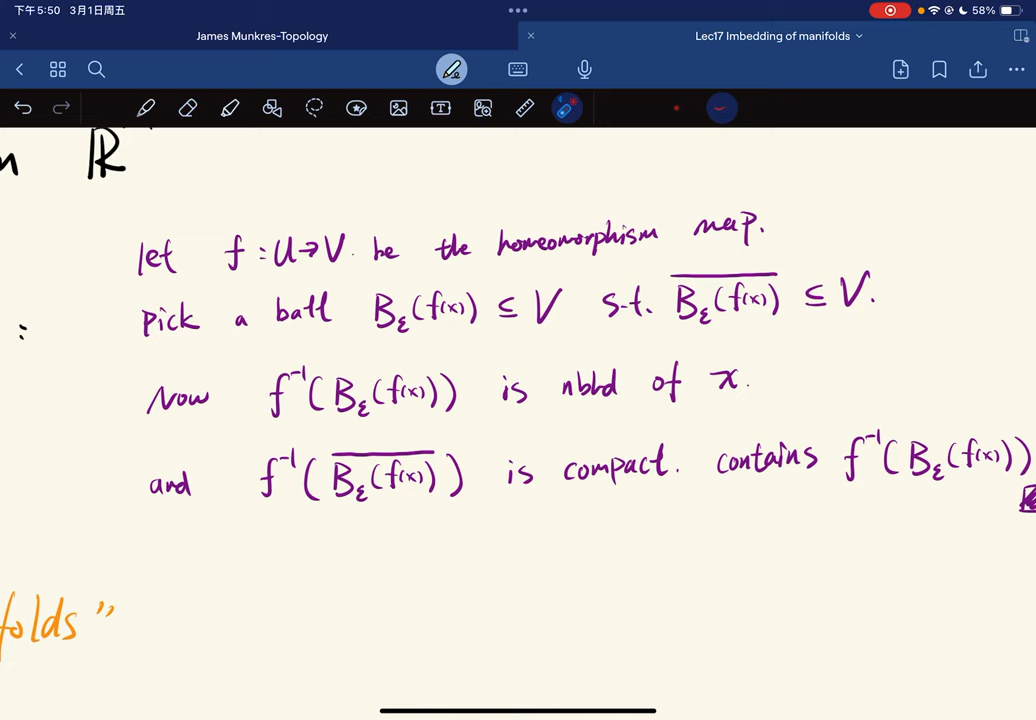 下午5:50 3月1日周五
58%
James Munkres-Topology
Lec17 Imbedding of manifolds
ℝ
let f : U → V. be the homeomorphism map.
pick a ball B_ε(f(x)) ⊆ V s.t. \overline{B_ε(f(x))} ⊆ V.
:
Now f⁻¹(B_ε(f(x))) is nbhd of x.
and f⁻¹(\overline{B_ε(f(x))}) is compact. contains f⁻¹(B_ε(f(x)))
folds"